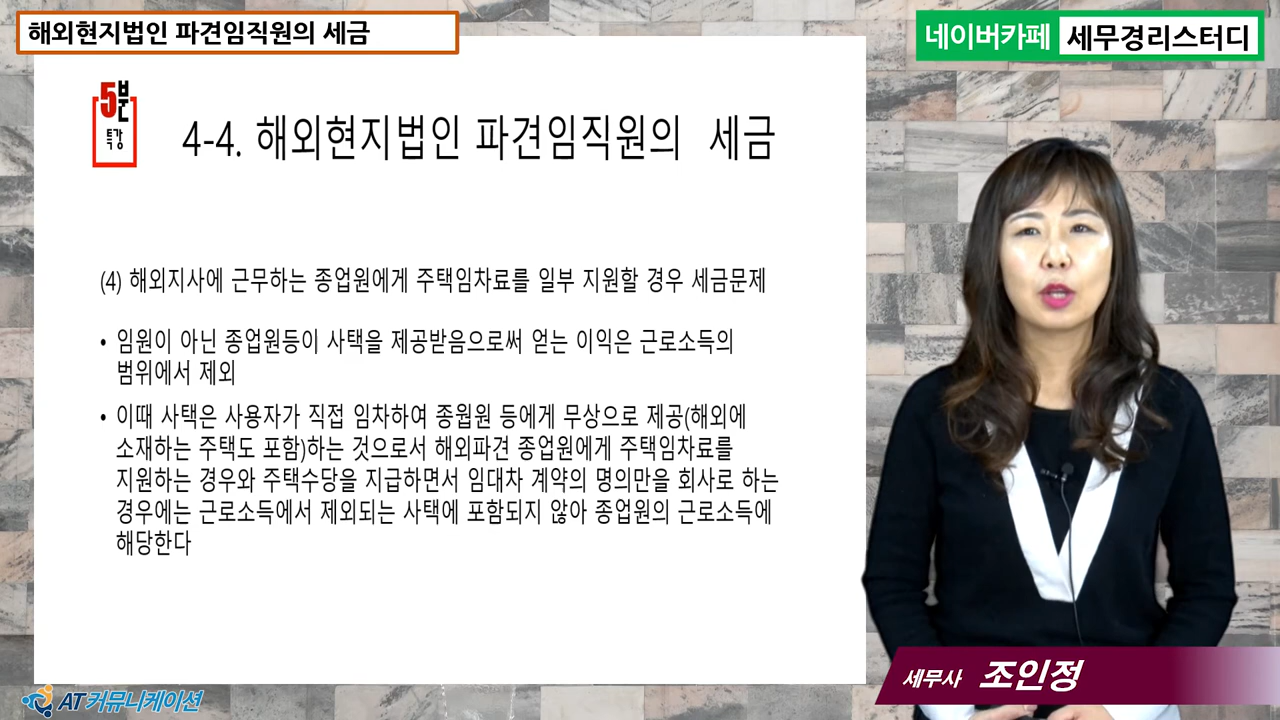 해외현지법인 파견임직원의 세금
네이버카페 세무경리스터디
5분
특강
4-4. 해외현지법인 파견임직원의 세금
(4) 해외지사에 근무하는 종업원에게 주택임차료를 일부 지원할 경우 세금문제
• 임원이 아닌 종업원등이 사택을 제공받음으로써 얻는 이익은 근로소득의
범위에서 제외
• 이때 사택은 사용자가 직접 임차하여 종웝원 등에게 무상으로 제공(해외에
소재하는 주택도 포함)하는 것으로서 해외파견 종업원에게 주택임차료를
지원하는 경우와 주택수당을 지급하면서 임대차 계약의 명의만을 회사로 하는
경우에는 근로소득에서 제외되는 사택에 포함되지 않아 종업원의 근로소득에
해당한다
세무사 조인정
AT커뮤니케이션